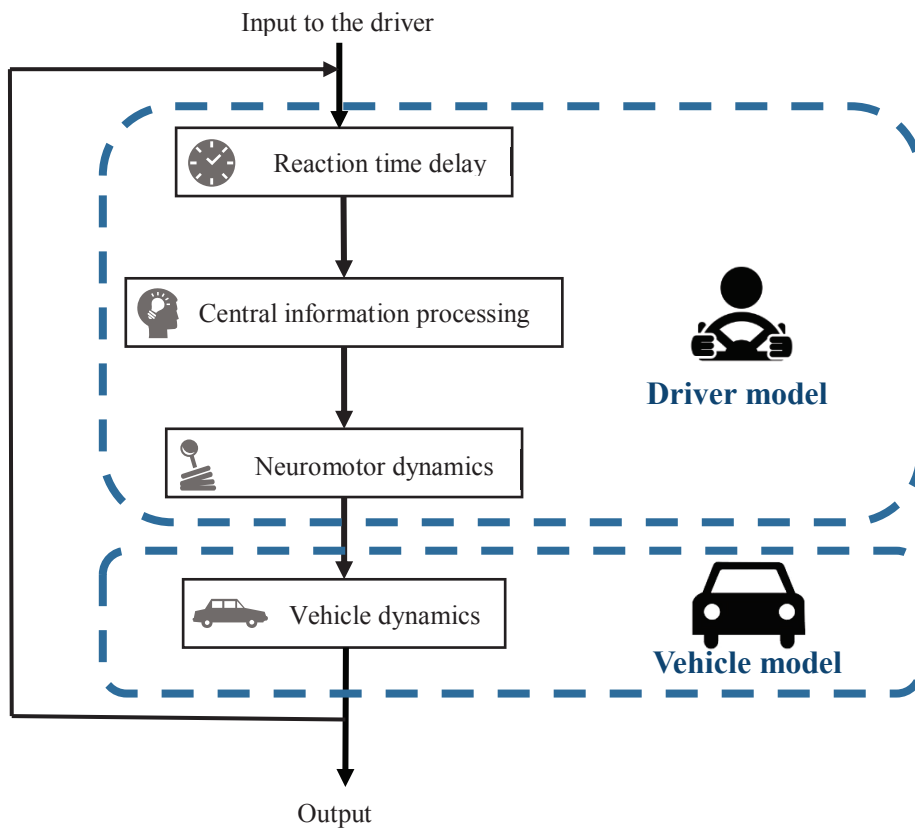 Input to the driver
Reaction time delay
Central information processing
Driver model
Neuromotor dynamics
Vehicle dynamics
Vehicle model
Output